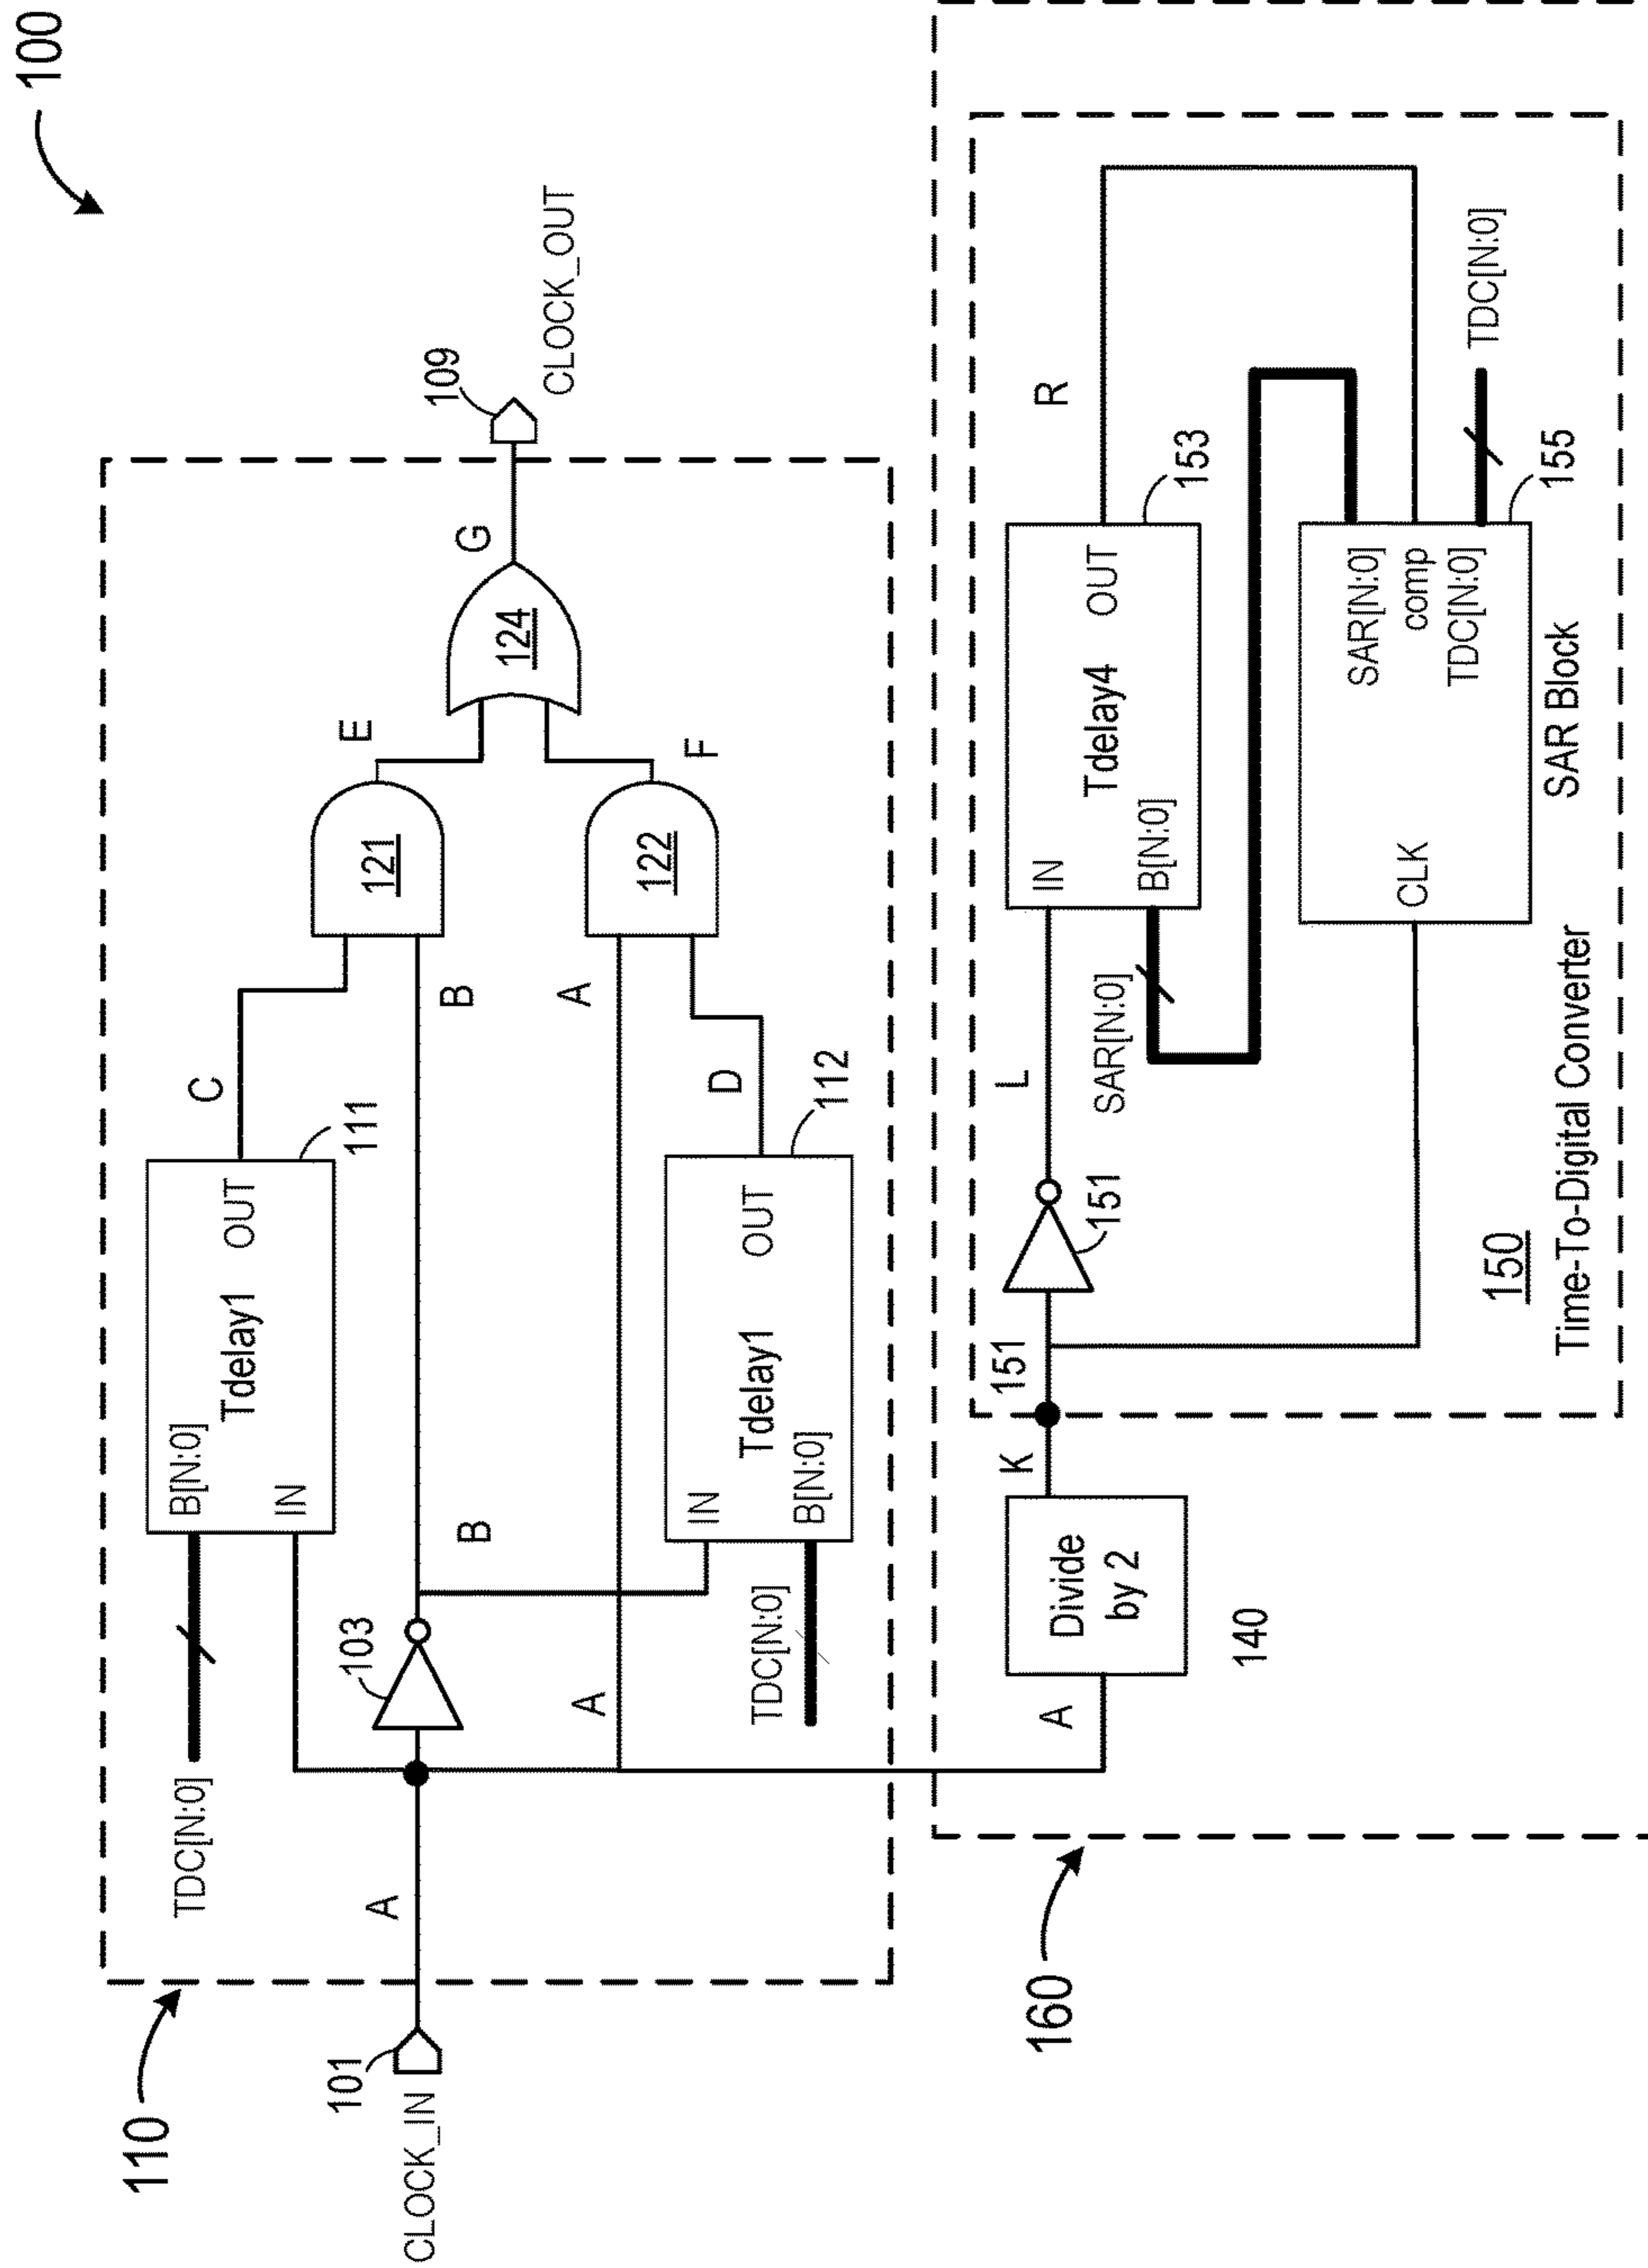 100
110
TDC[N:0]
B[N:0]
IN
Tdelay1
OUT
111
C
101
CLOCK_IN
A
103
B
B
121
E
A
A
122
F
124
G
109
CLOCK_OUT
TDC[N:0]
IN
B[N:0]
Tdelay1
OUT
112
D
160
A
Divide
by 2
140
K
151
151
L
SAR[N:0]
IN
B[N:0]
Tdelay4
OUT
153
R
CLK
SAR[N:0]
comp
TDC[N:0]
155
TDC[N:0]
SAR Block
150
Time-To-Digital Converter